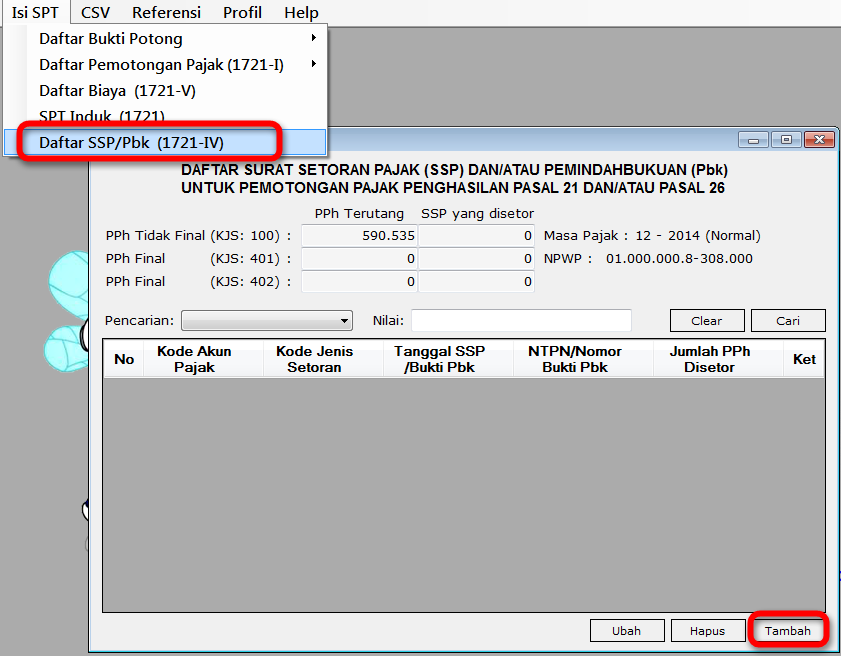 Isi SPT CSV Referensi Profil Help
Daftar Bukti Potong
Daftar Pemotongan Pajak (1721-I)
Daftar Biaya (1721-V)
SPT Induk (1721)
Daftar SSP/Pbk (1721-IV)
DAFTAR SURAT SETORAN PAJAK (SSP) DAN/ATAU PEMINDAHBUKUAN (Pbk)
UNTUK PEMOTONGAN PAJAK PENGHASILAN PASAL 21 DAN/ATAU PASAL 26
PPh Terutang SSP yang disetor
PPh Tidak Final (KJS: 100) : 590.535 0 Masa Pajak : 12 - 2014 (Normal)
PPh Final (KJS: 401) : 0 0 NPWP : 01.000.000.8-308.000
PPh Final (KJS: 402) : 0 0
Pencarian: Nilai: Clear Cari
No Kode Akun Pajak Kode Jenis Setoran Tanggal SSP /Bukti Pbk NTPN/Nomor Bukti Pbk Jumlah PPh Disetor Ket
Ubah Hapus Tambah